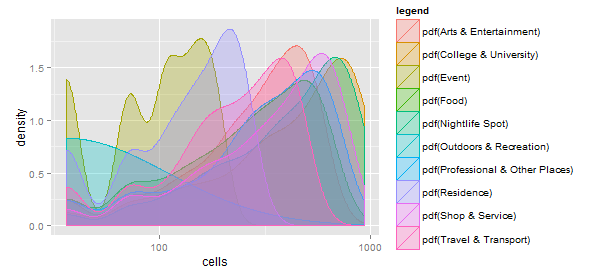 legend
pdf(Arts & Entertainment)
pdf(College & University)
pdf(Event)
pdf(Food)
pdf(Nightlife Spot)
pdf(Outdoors & Recreation)
pdf(Professional & Other Places)
pdf(Residence)
pdf(Shop & Service)
pdf(Travel & Transport)
density
1.5
1.0
0.5
0.0
100
1000
cells